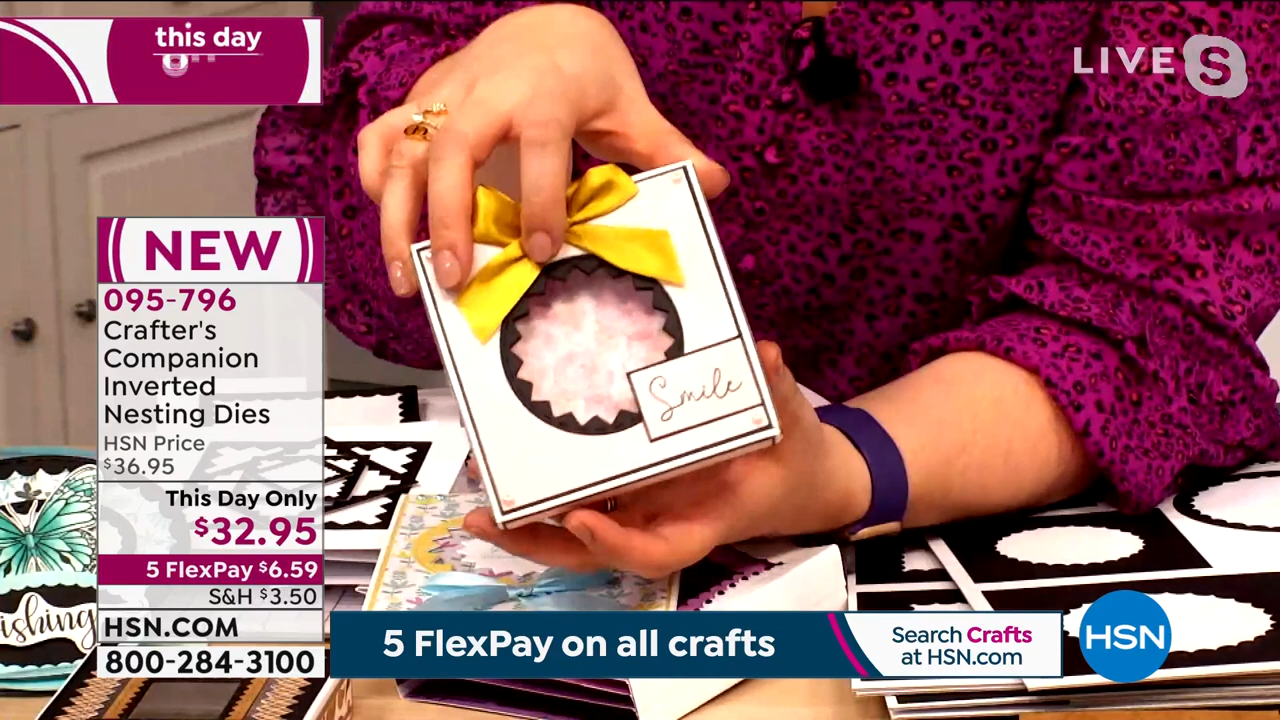 this day
LIVE S
NEW
095-796
Crafter's
Companion
Inverted
Nesting Dies
HSN Price
$36.95
This Day Only
$32.95
5 FlexPay $6.59
S&H $3.50
HSN.COM
800-284-3100
Smile
ishing
5 FlexPay on all crafts
Search Crafts
at HSN.com
HSN